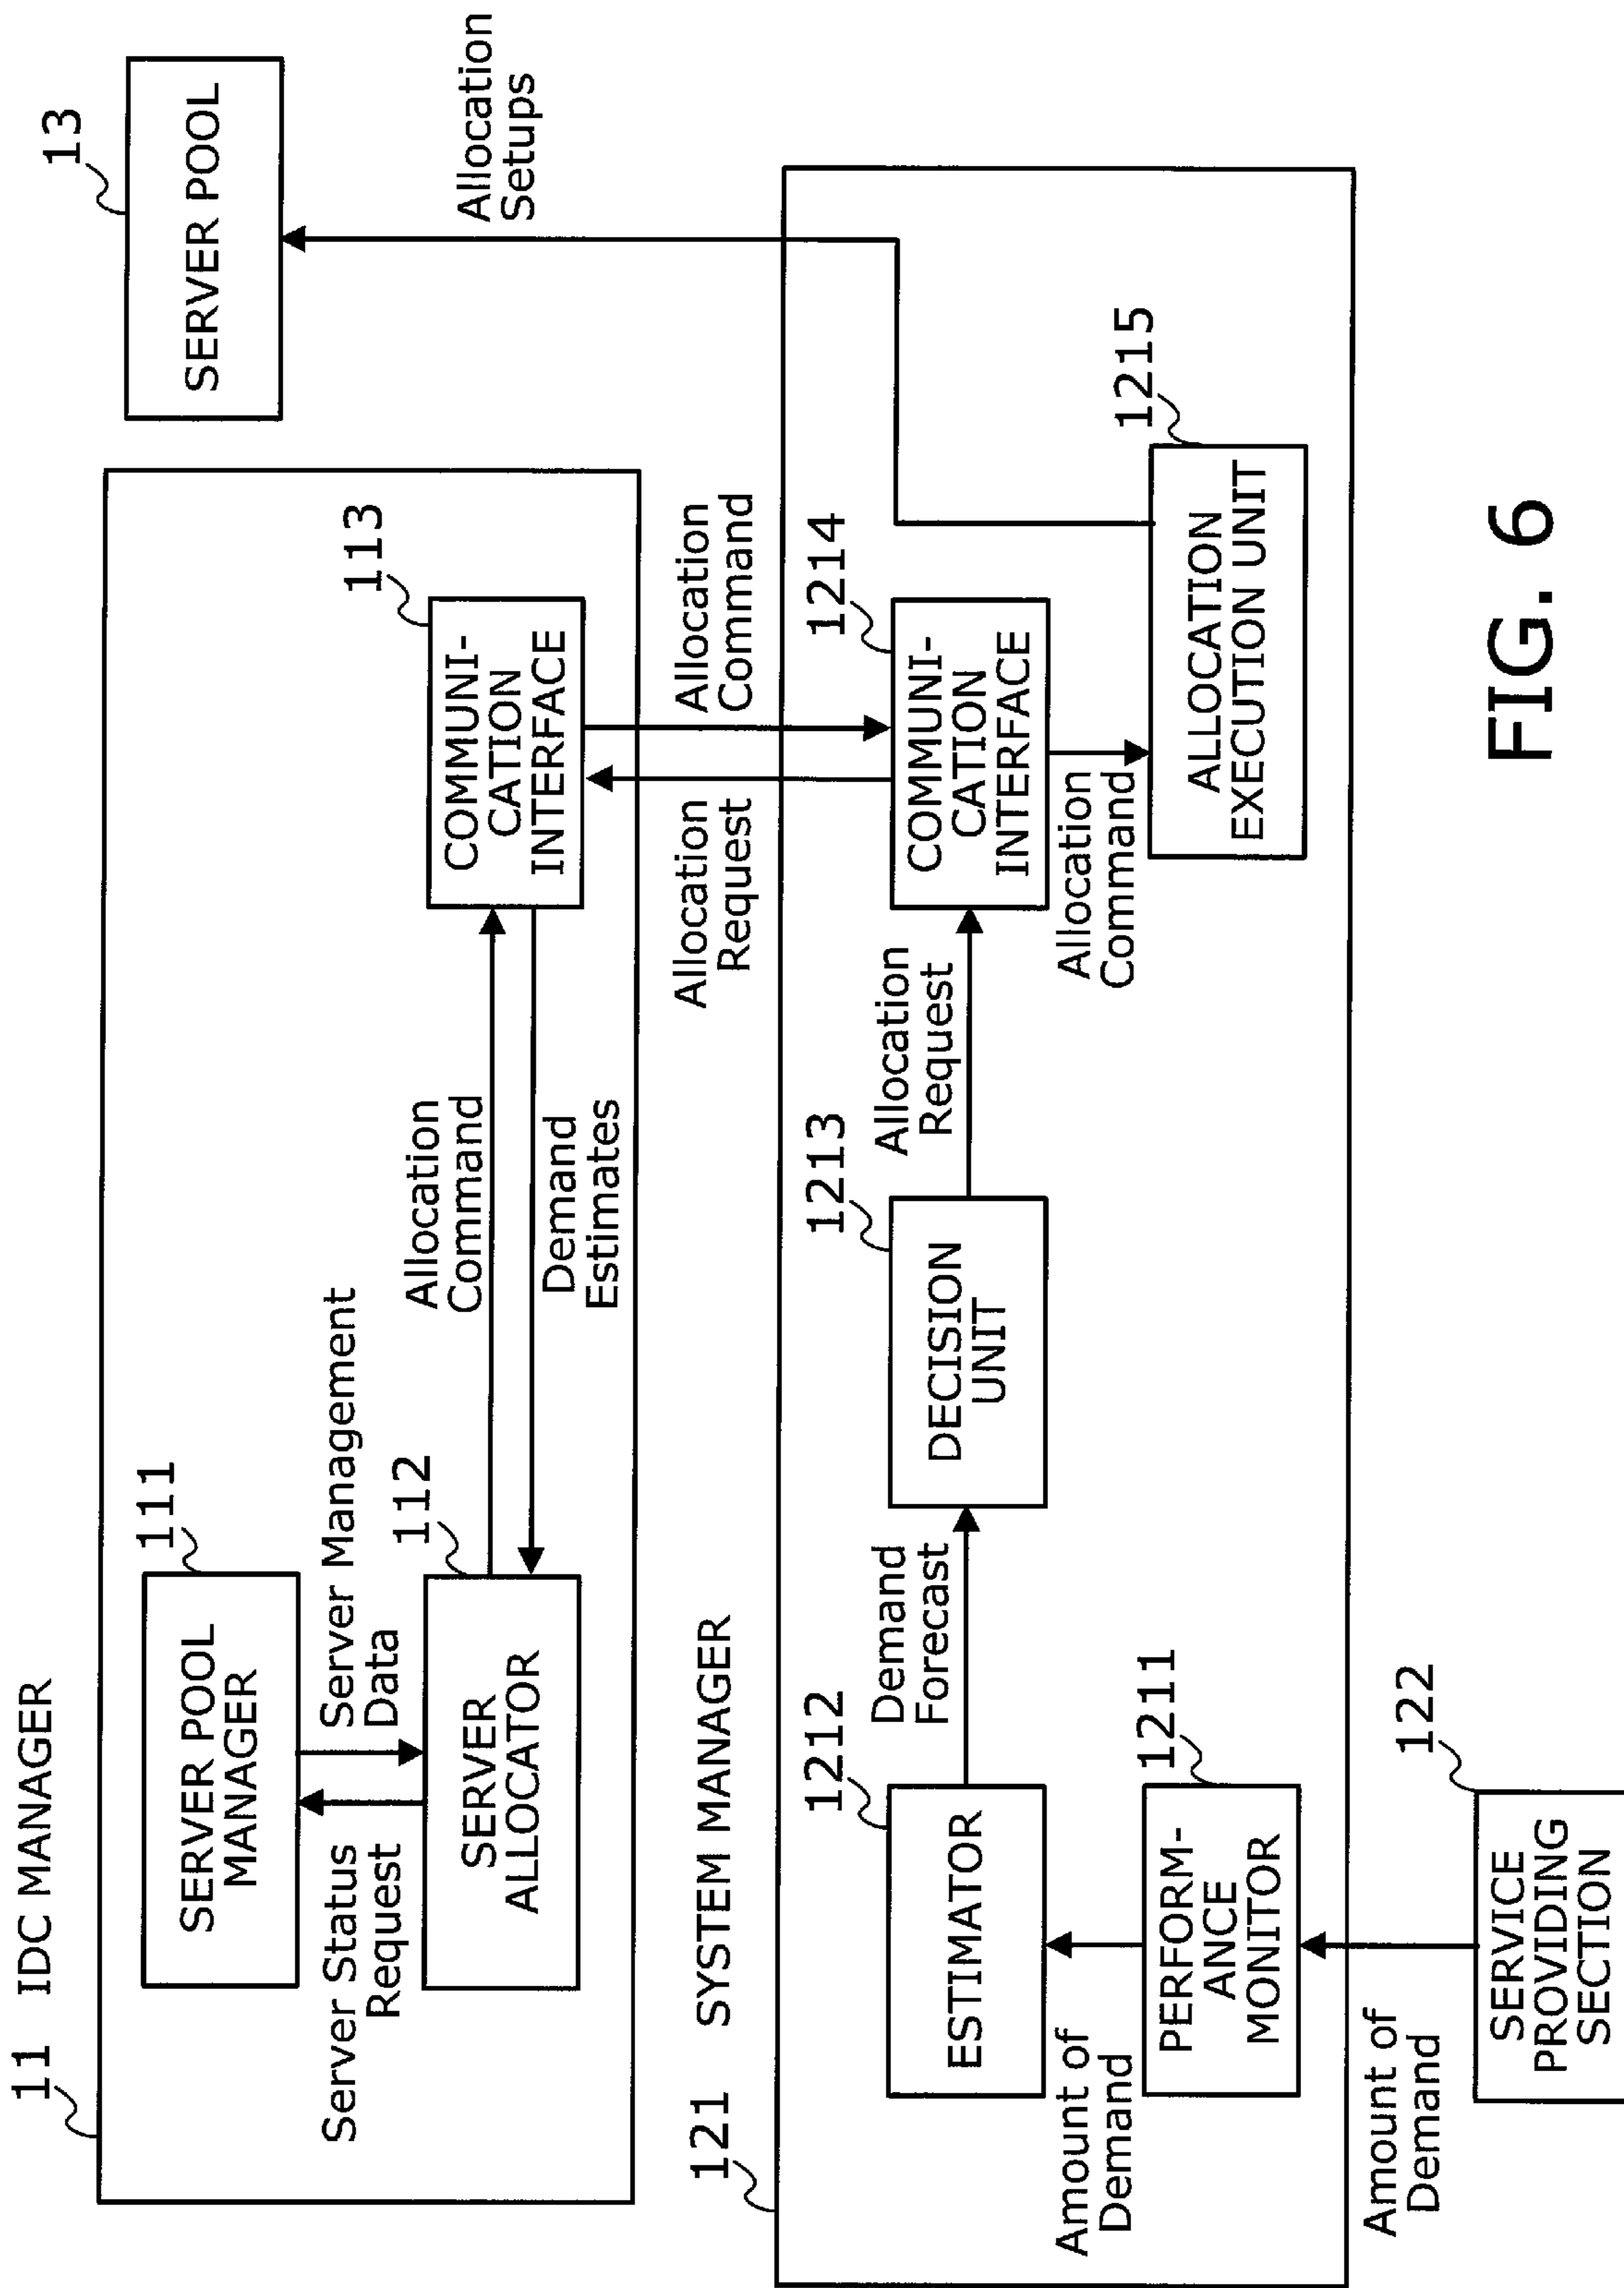 11 IDC MANAGER
111
SERVER POOL
MANAGER
Server Status
Request
Server Management
Data
112
SERVER
ALLOCATOR
Allocation
Command
Demand
Estimates
113
COMMUNI-
CATION
INTERFACE
13
SERVER POOL
Allocation
Setups
Allocation
Request
Allocation
Command
121 SYSTEM MANAGER
1212
ESTIMATOR
Demand
Forecast
1213
DECISION
UNIT
Allocation
Request
1214
COMMUNI-
CATION
INTERFACE
Amount of
Demand
1211
PERFORM-
ANCE
MONITOR
Allocation
Command
1215
ALLOCATION
EXECUTION UNIT
Amount of
Demand
122
SERVICE
PROVIDING
SECTION
FIG. 6